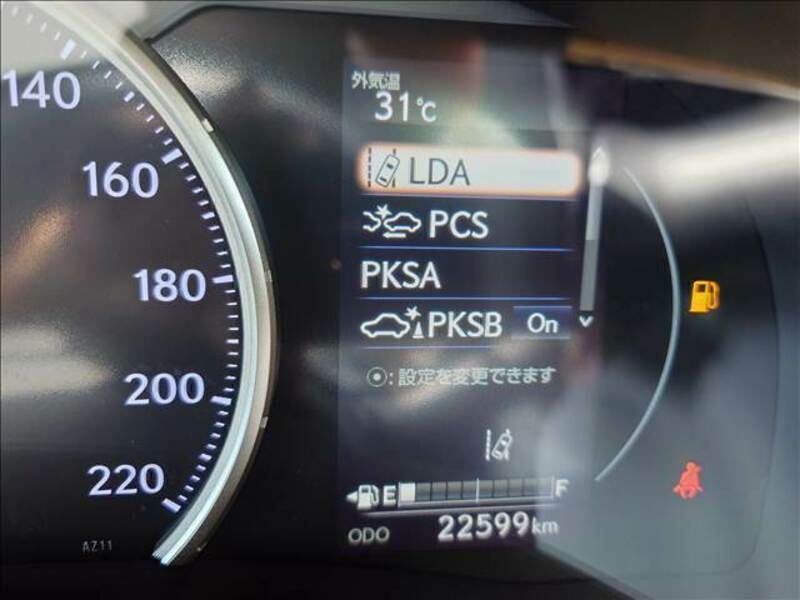 140
160
180
200
220
AZ11
外気温
31℃
LDA
PCS
PKSA
PKSB On
:設定を変更できます
E F
ODO 22599km